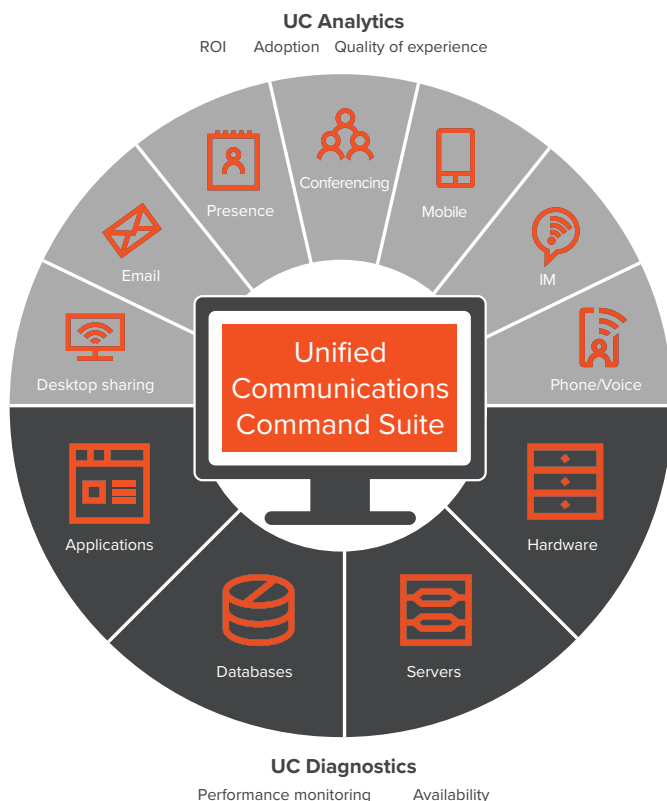 UC Analytics
ROI Adoption Quality of experience
Conferencing
Presence
Mobile
Email
IM
Desktop sharing
Phone/Voice
Unified
Communications
Command Suite
Applications
Hardware
Databases
Servers
UC Diagnostics
Performance monitoring Availability